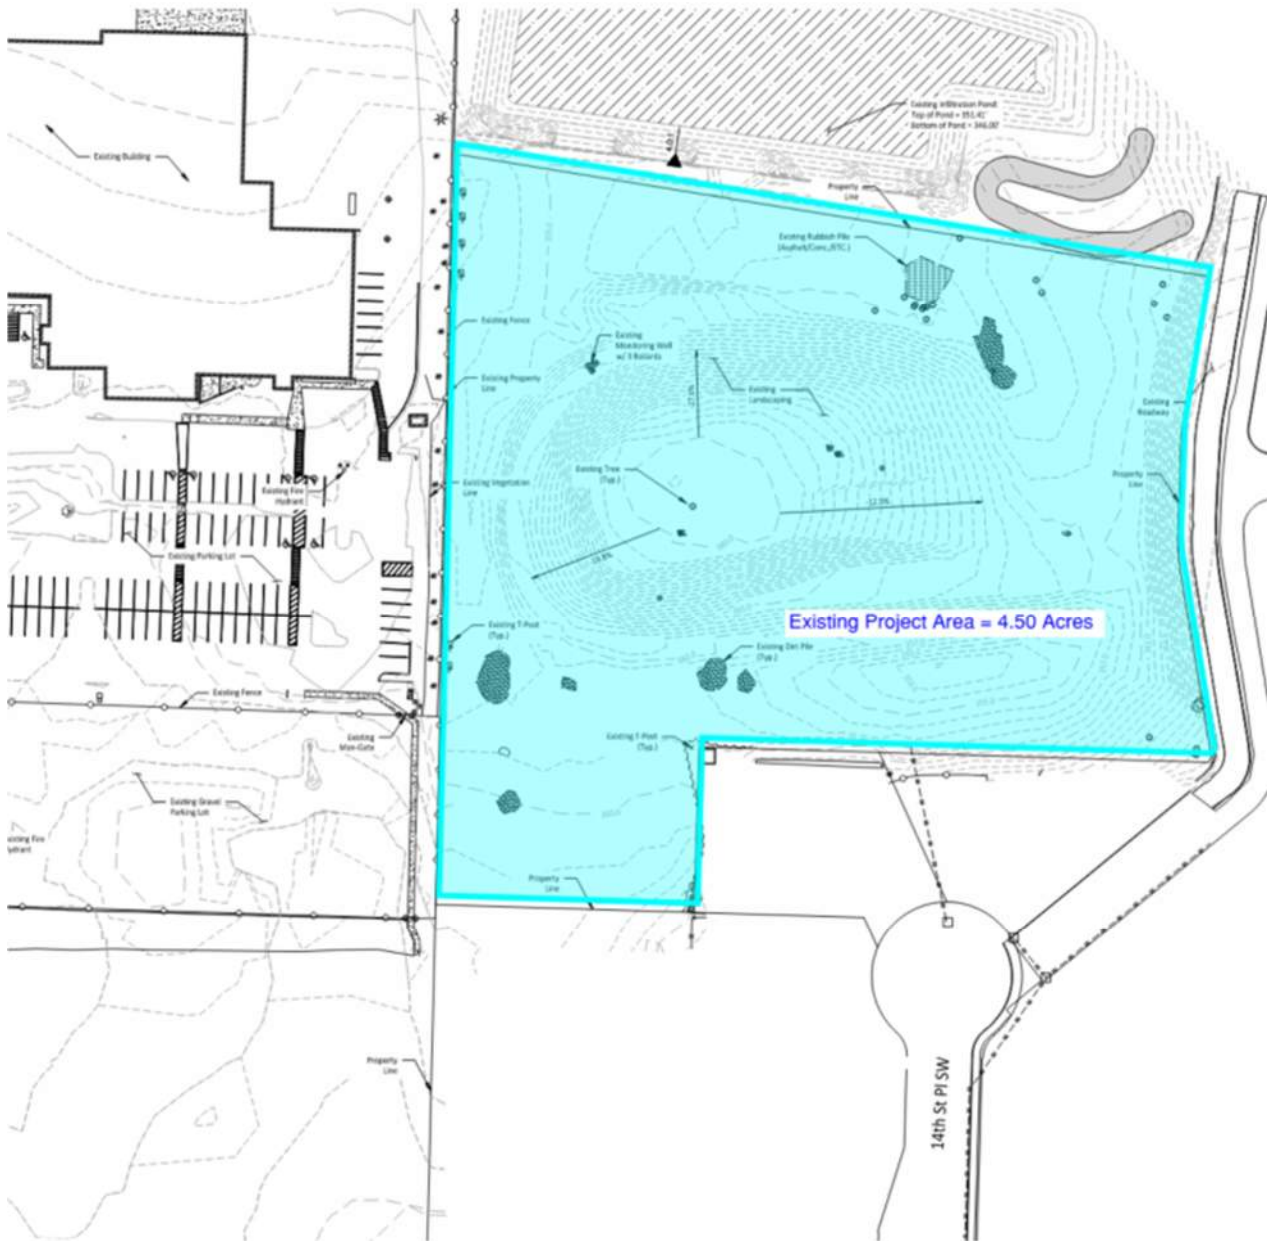 Existing Infiltration Pond
Top of Pond = 351.41'
Bottom of Pond = 346.00'
Existing Building
Property
Line
Existing Rubbish Pile
(Asphalt/Conc./ETC.)
Existing Fence
Existing
Monitoring Well
w/ 3 Bollards
Existing Property
Line
Existing
Landscaping
Existing
Roadway
Existing Tree
(Typ.)
Property
Line
Existing Vegetation
Line
Existing Fire
Hydrant
Existing Parking Lot
Existing Project Area = 4.50 Acres
Existing T-Post
(Typ.)
Existing Dirt Pile
(Typ.)
Existing Fence
Existing
Man-Gate
Existing T-Post
(Typ.)
Existing Gravel
Parking Lot
Existing Fire
Hydrant
Property
Line
Property
Line
14th St Pl SW